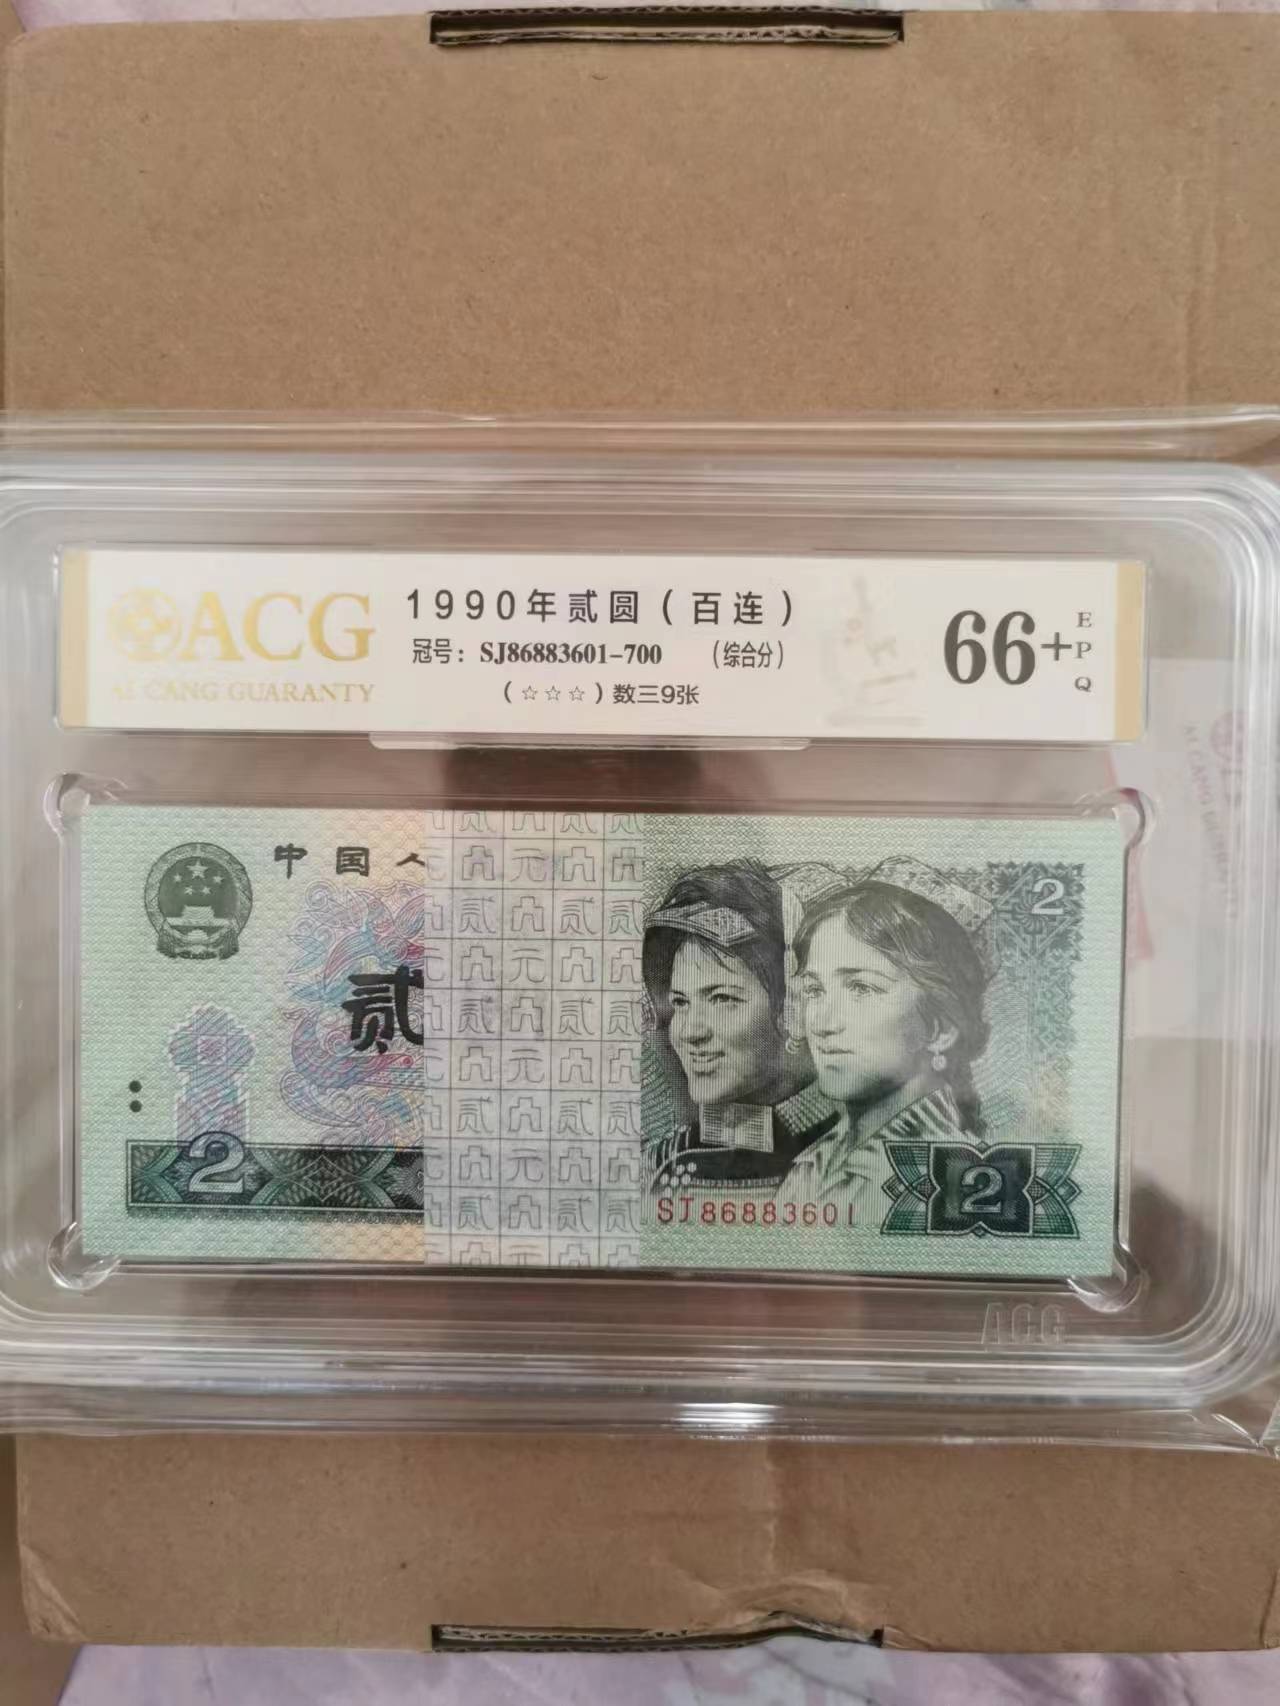 ACG
AI CANG GUARANTY
1990年贰圆（百连）
冠号：SJ86883601-700 （综合分）
（☆☆☆）数三9张
66+
E
P
Q
中国人
贰
2
2
2
SJ86883601
ACG